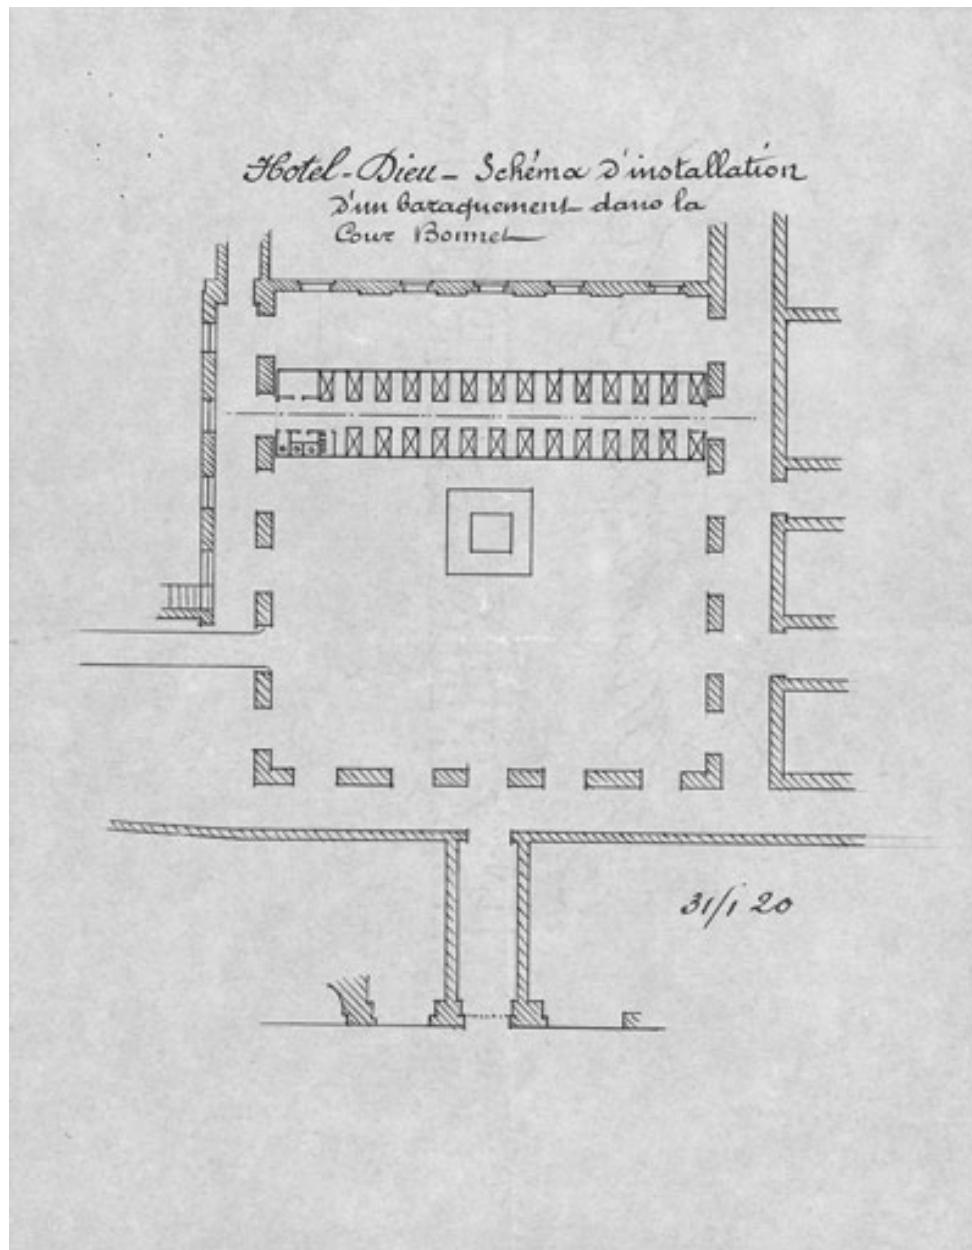 Hotel-Dieu - Schéma d'installation
d'un baraquement dans la
Cour Bonnet
31/1 20